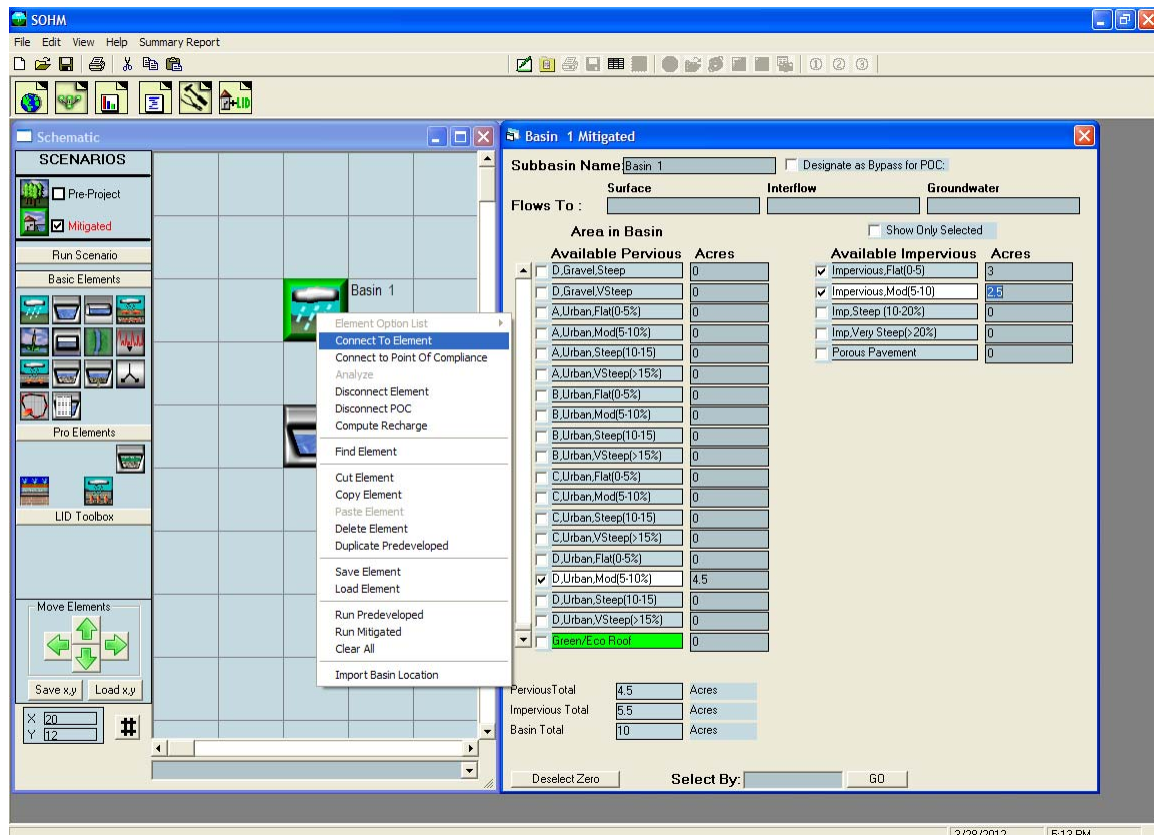 SOHM
File Edit View Help Summary Report
+LID
Schematic
SCENARIOS
Pre-Project
Mitigated
Run Scenario
Basic Elements
Pro Elements
LID Toolbox
Move Elements
Save x,y Load x,y
X 20
Y 12
#
Basin 1
Element Option List
Connect To Element
Connect to Point Of Compliance
Analyze
Disconnect Element
Disconnect POC
Compute Recharge
Find Element
Cut Element
Copy Element
Paste Element
Delete Element
Duplicate Predeveloped
Save Element
Load Element
Run Predeveloped
Run Mitigated
Clear All
Import Basin Location
Basin 1 Mitigated
Subbasin Name: Basin 1 Designate as Bypass for POC:
Surface Interflow Groundwater
Flows To :
Area in Basin Show Only Selected
Available Pervious Acres
D,Gravel,Steep 0
D,Gravel,VSteep 0
A,Urban,Flat(0-5%) 0
A,Urban,Mod(5-10%) 0
A,Urban,Steep(10-15) 0
A,Urban,VSteep(>15%) 0
B,Urban,Flat(0-5%) 0
B,Urban,Mod(5-10%) 0
B,Urban,Steep(10-15) 0
B,Urban,VSteep(>15%) 0
C,Urban,Flat(0-5%) 0
C,Urban,Mod(5-10%) 0
C,Urban,Steep(10-15) 0
C,Urban,VSteep(>15%) 0
D,Urban,Flat(0-5%) 0
D,Urban,Mod(5-10%) 4.5
D,Urban,Steep(10-15) 0
D,Urban,VSteep(>15%) 0
Green/Eco Roof 0
Available Impervious Acres
Impervious,Flat(0-5) 3
Impervious,Mod(5-10) 2.5
Imp,Steep (10-20%) 0
Imp,Very Steep(>20%) 0
Porous Pavement 0
PerviousTotal 4.5 Acres
Impervious Total 5.5 Acres
Basin Total 10 Acres
Deselect Zero Select By: GO
3/28/2012 5:13 PM